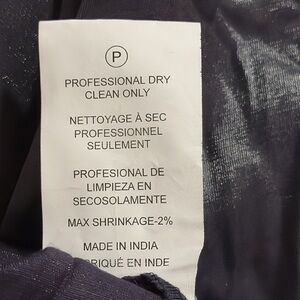 P
PROFESSIONAL DRY
CLEAN ONLY
NETTOYAGE À SEC
PROFESSIONNEL
SEULEMENT
PROFESIONAL DE
LIMPIEZA EN
SECOSOLAMENTE
MAX SHRINKAGE-2%
MADE IN INDIA
RIQUÉ EN INDE